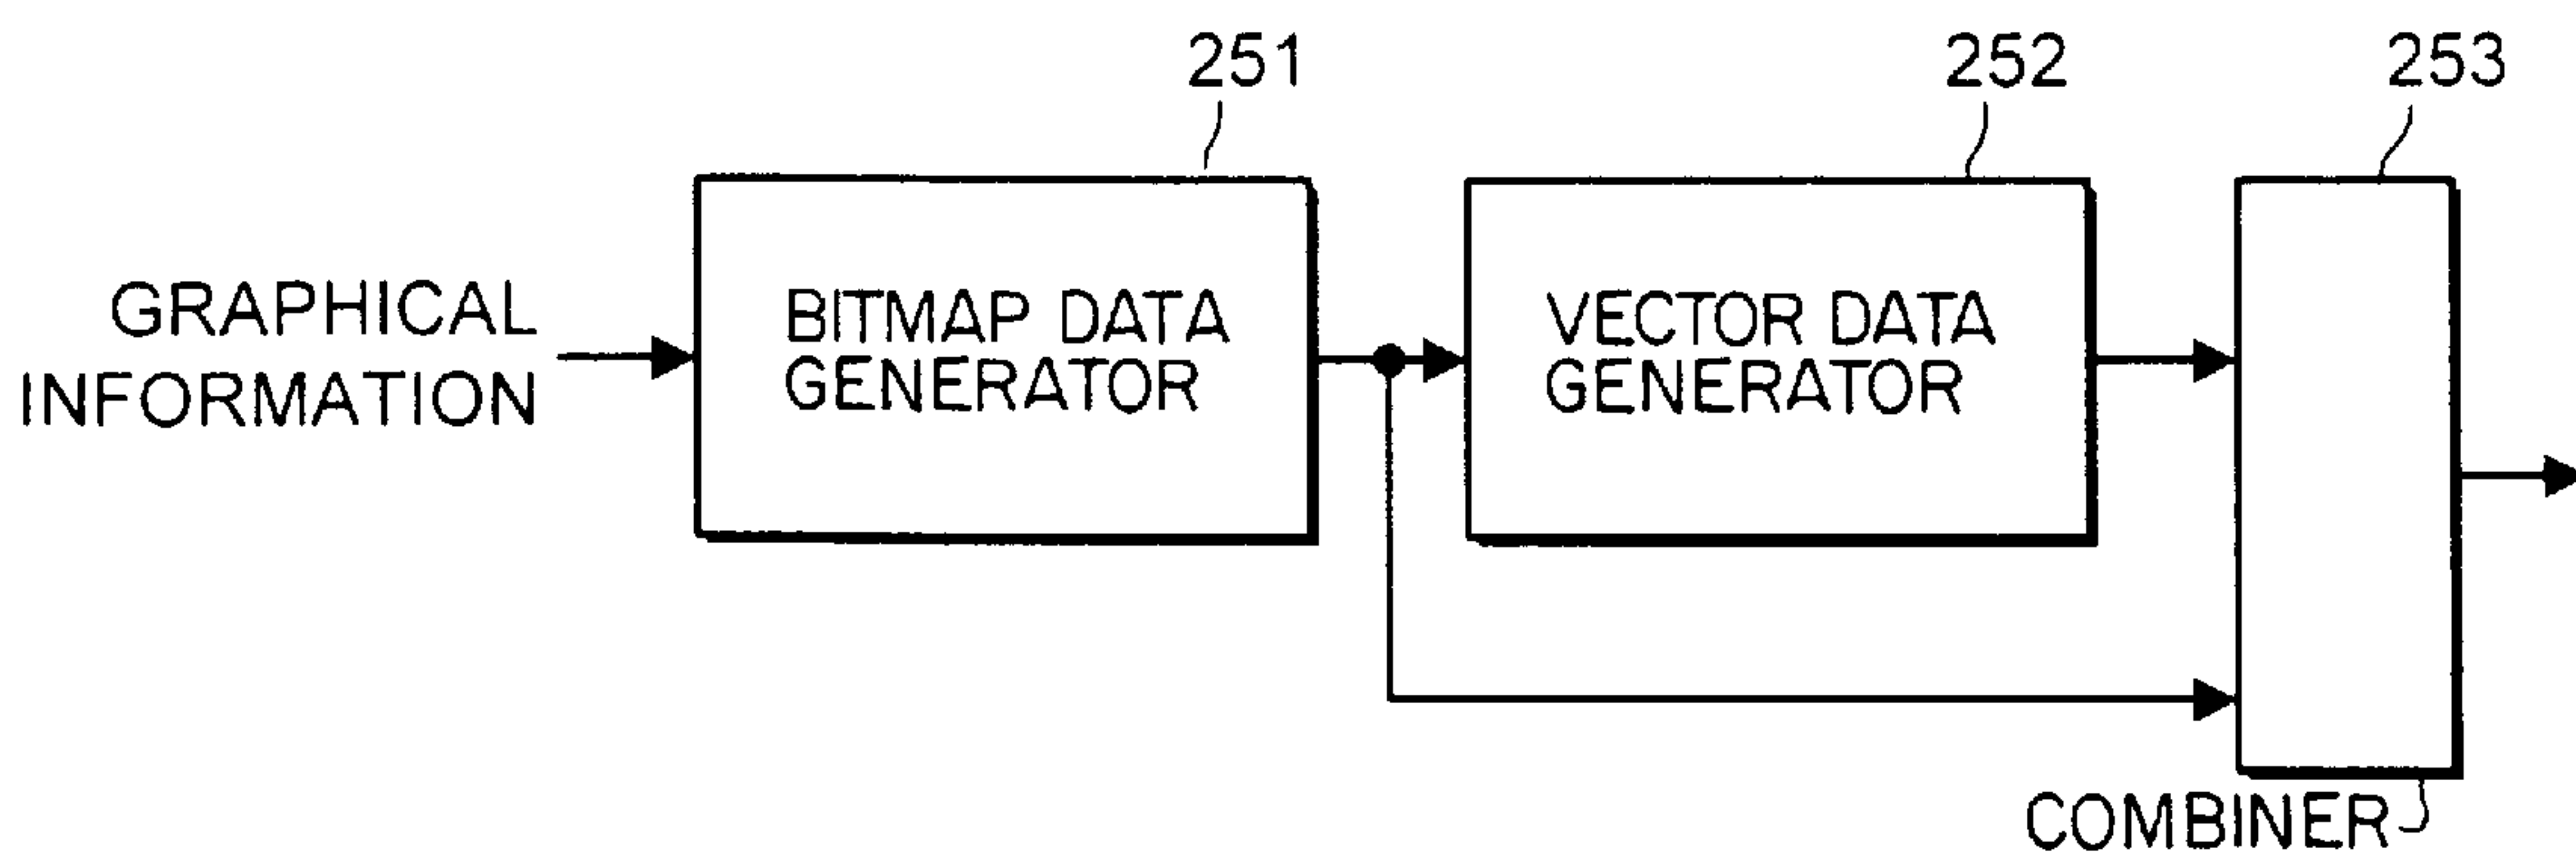 251
252
253
GRAPHICAL
INFORMATION
BITMAP DATA
GENERATOR
VECTOR DATA
GENERATOR
COMBINER